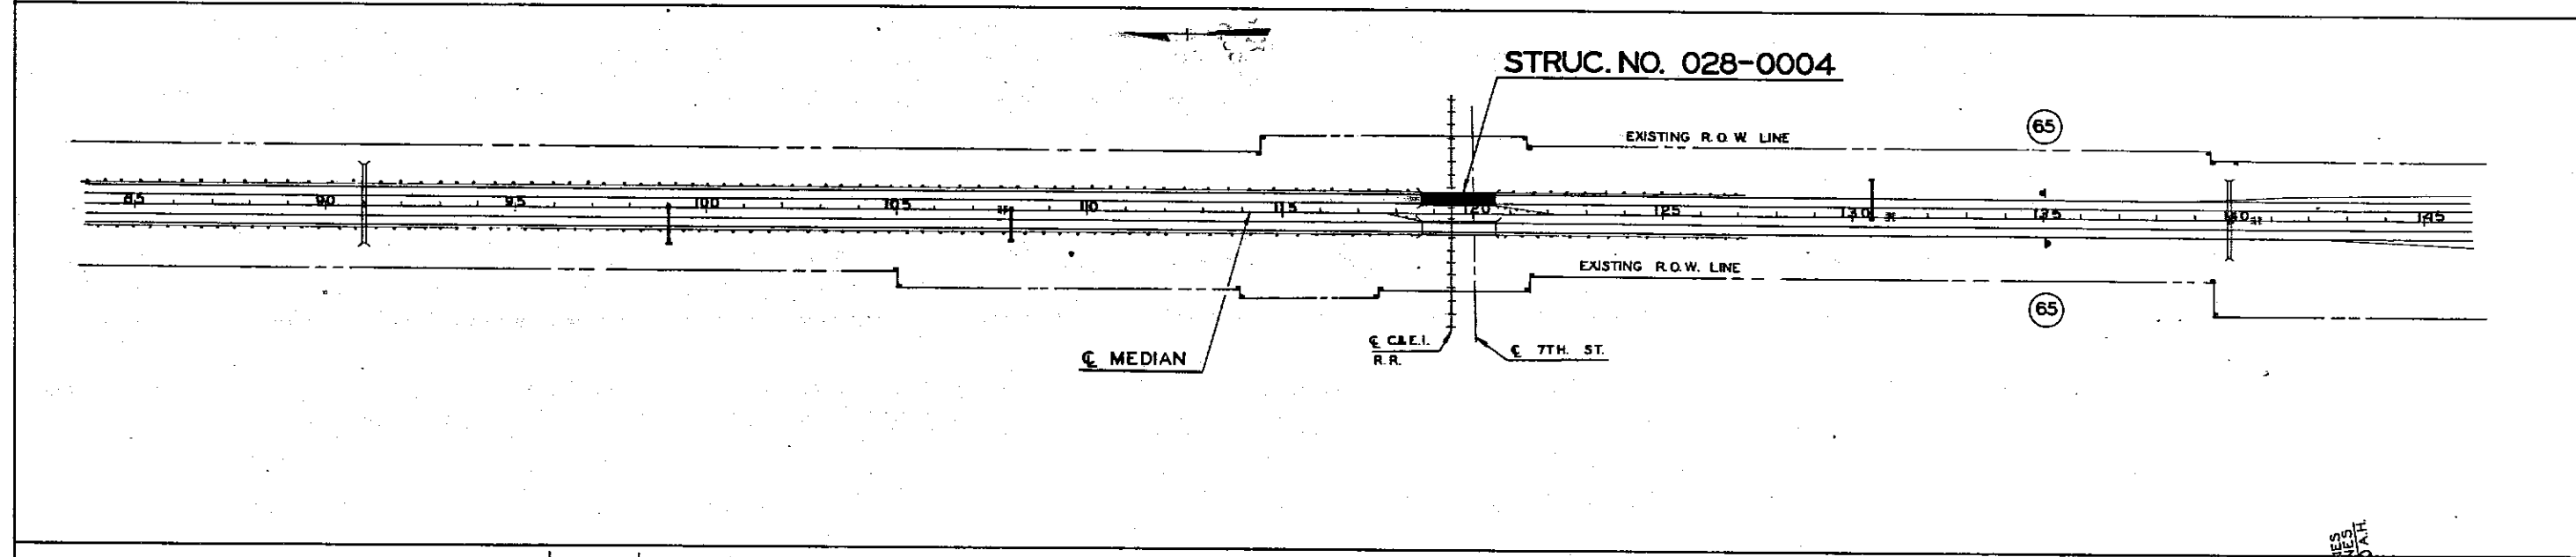 STRUC. NO. 028-0004
EXISTING R.O.W. LINE
65
85 90 95 100 105 110 115 120 125 130 135 140 145
EXISTING R.O.W. LINE
65
℄ MEDIAN
℄ C.&E.I.
R.R.
℄ 7TH. ST.